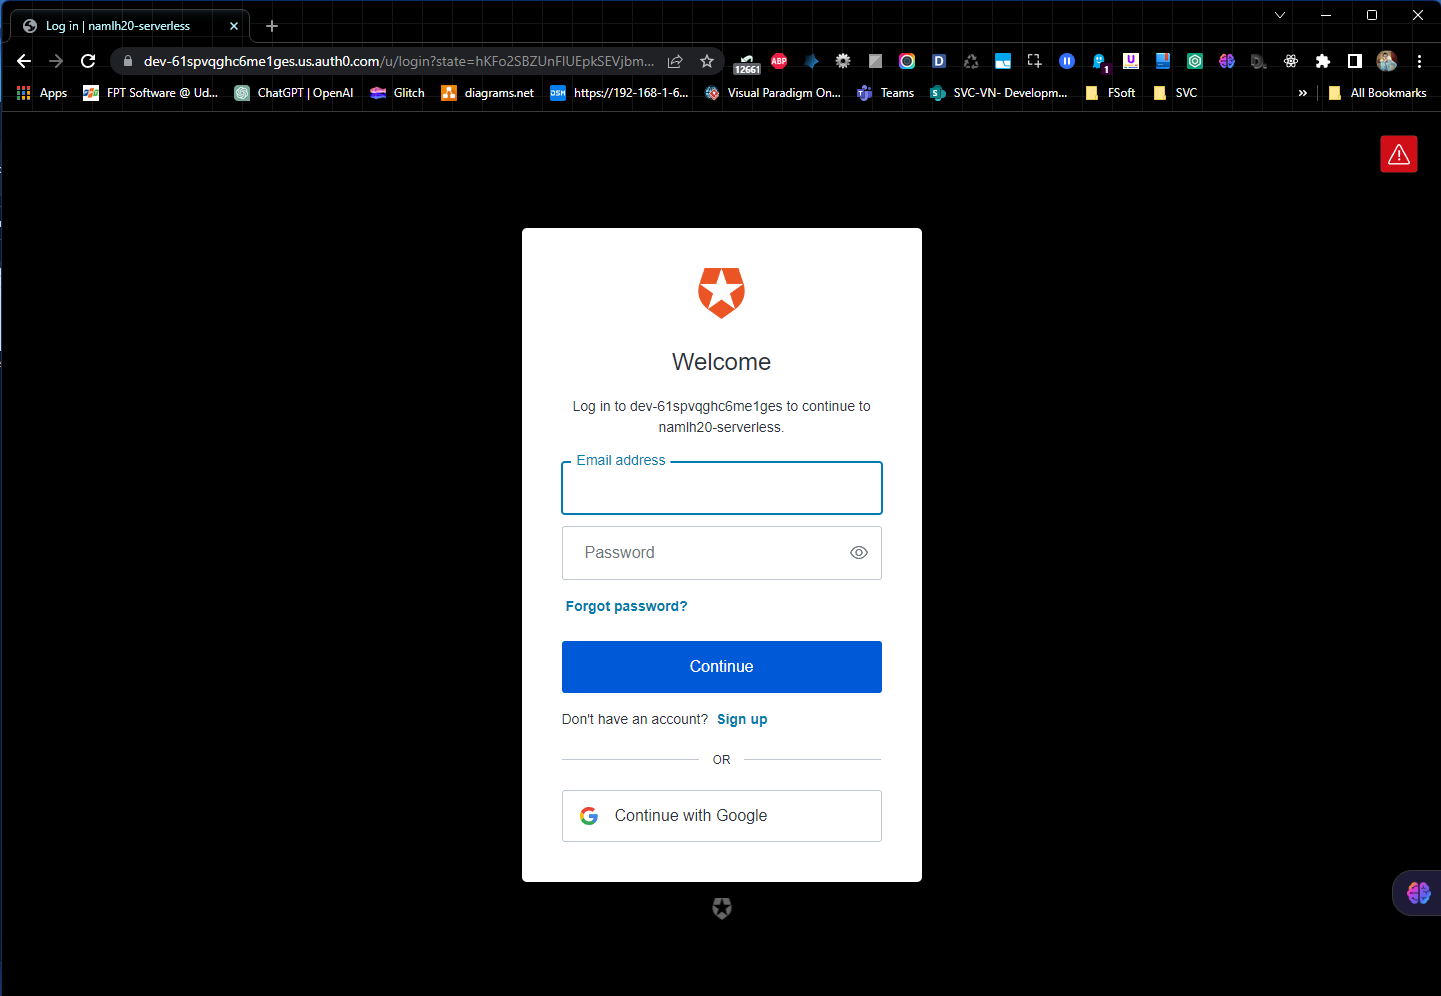 Log in | namlh20-serverless
dev-61spvqghc6me1ges.us.auth0.com/u/login?state=hKFo2SBZUnFlUEpkSEVjbm...
12661
ABP
D
U
1
Apps
FPT Software @ Ud...
ChatGPT | OpenAI
Glitch
diagrams.net
DSM
https://192-168-1-6...
Visual Paradigm On...
Teams
SVC-VN- Developm...
FSoft
SVC
»
All Bookmarks
Welcome
Log in to dev-61spvqghc6me1ges to continue to
namlh20-serverless.
Email address
Password
Forgot password?
Continue
Don't have an account? Sign up
OR
Continue with Google